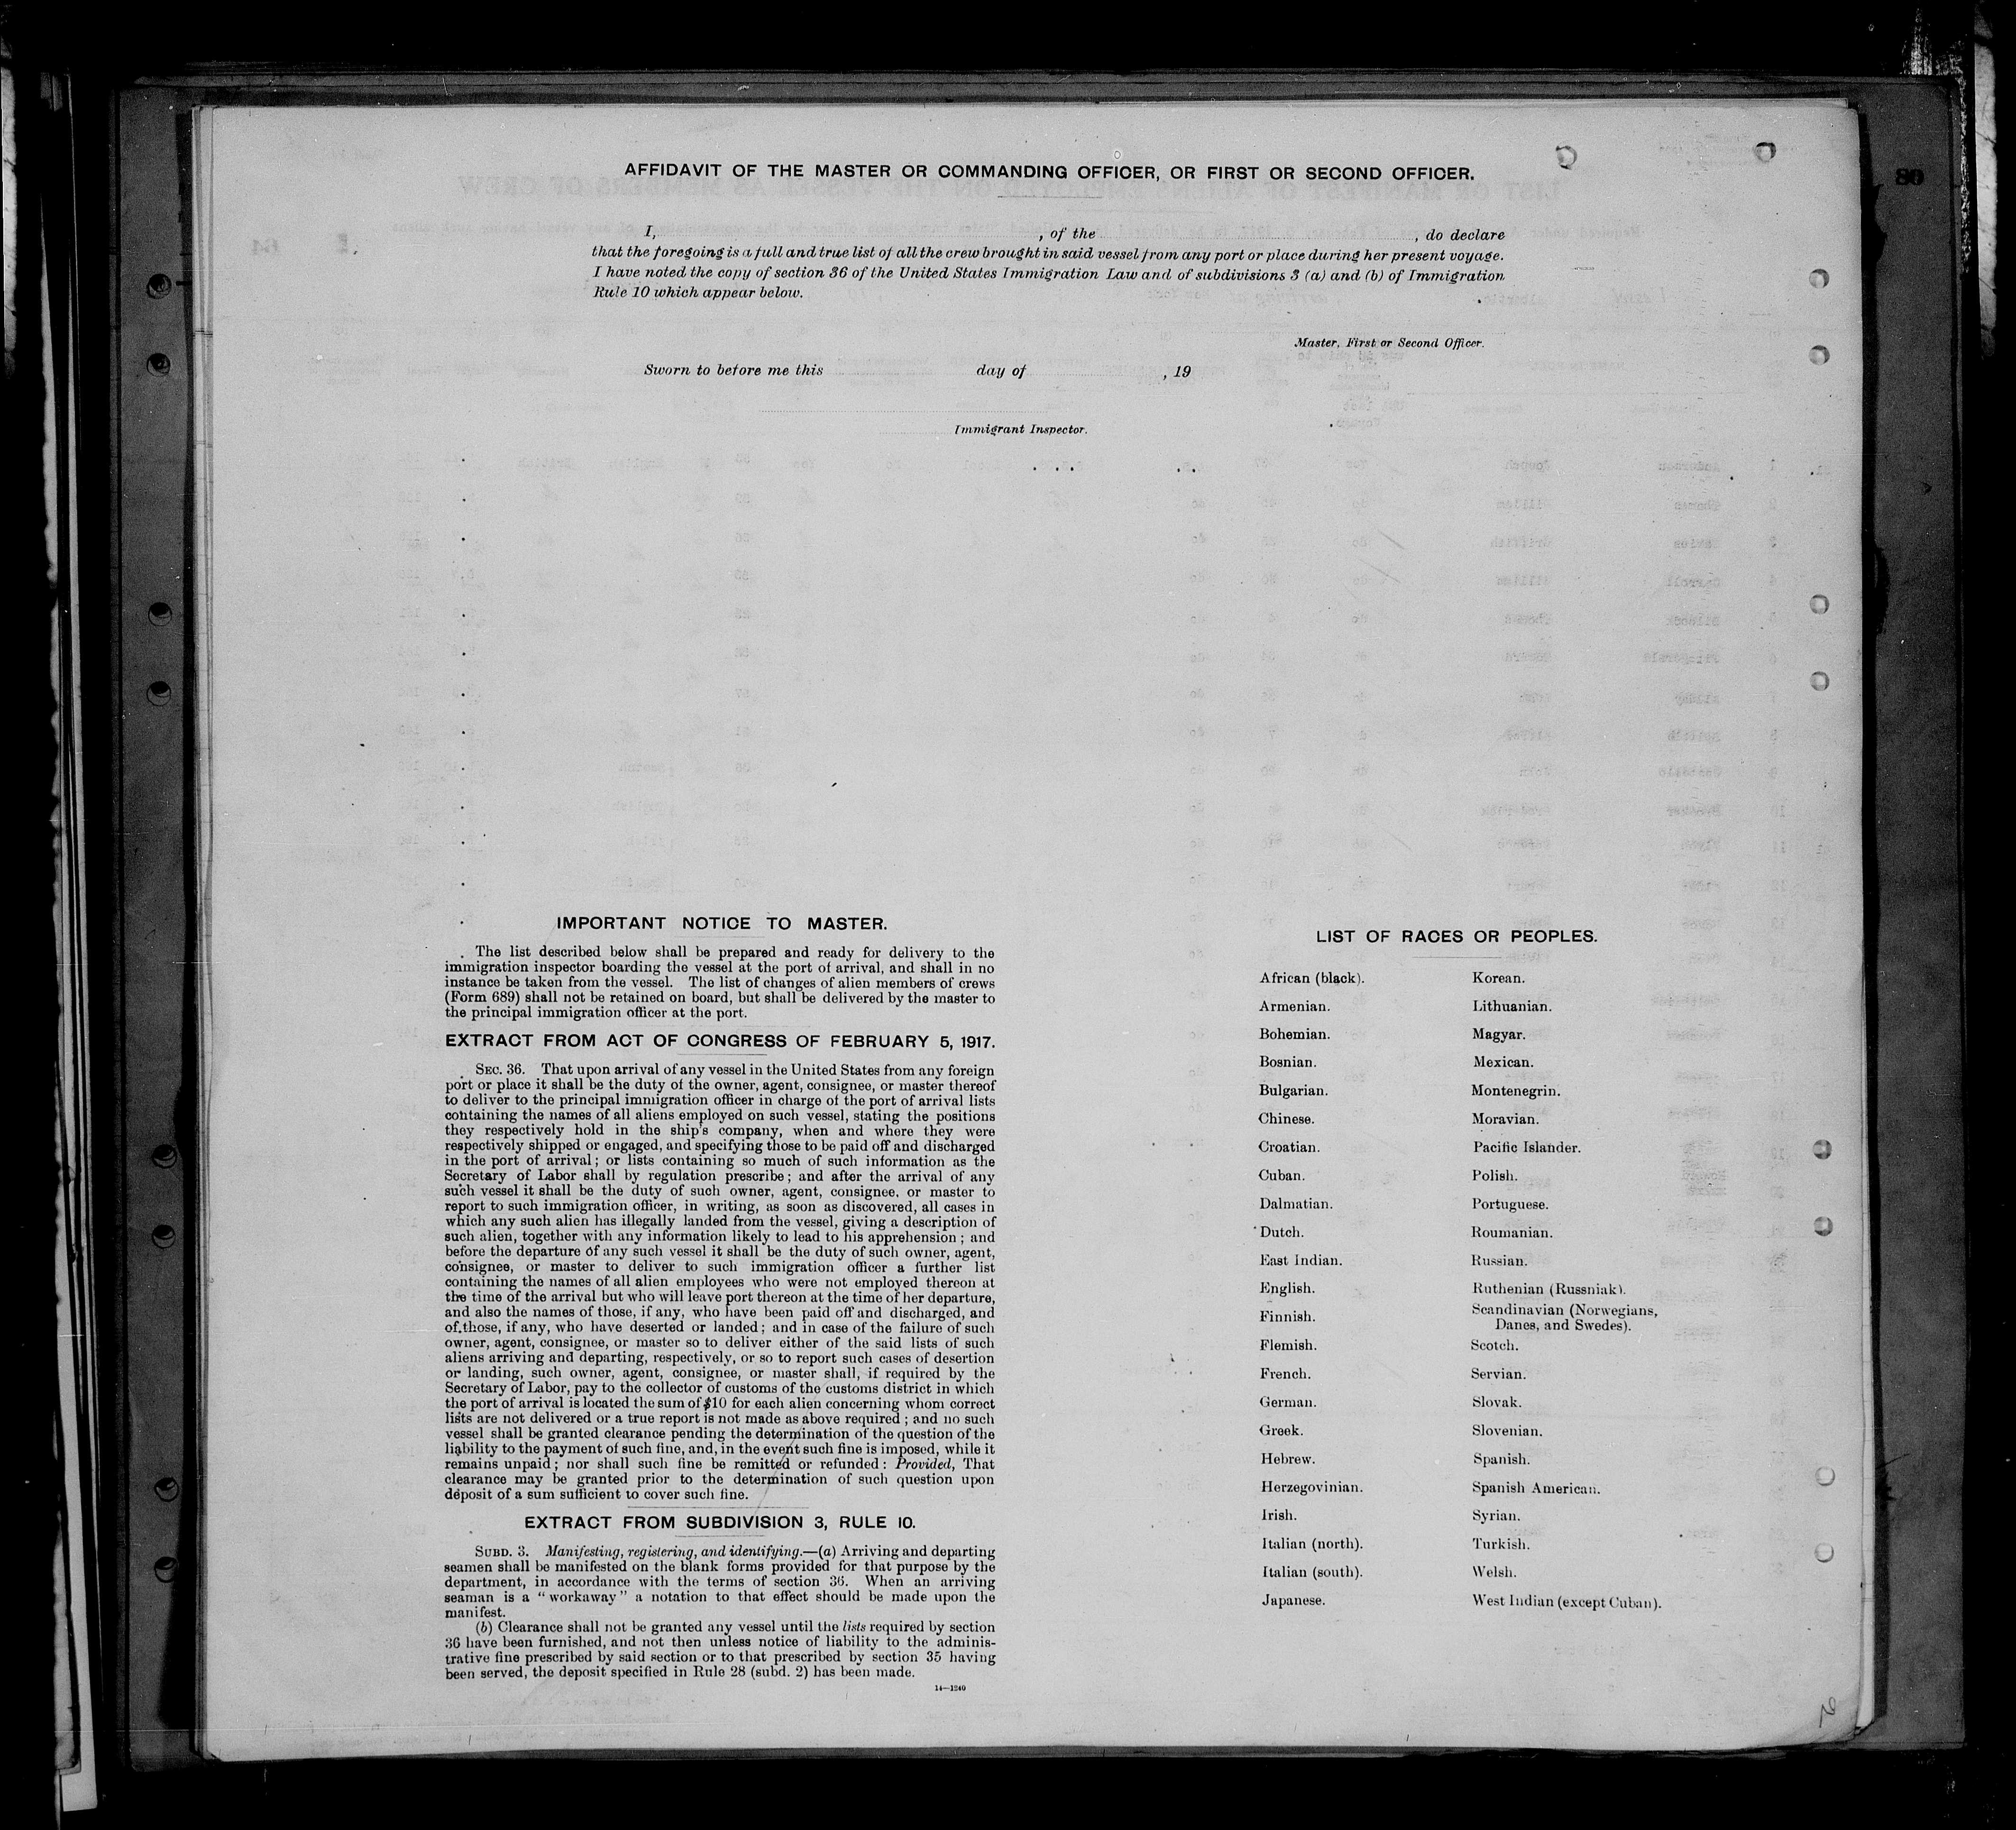 AFFIDAVIT OF THE MASTER OR COMMANDING OFFICER, OR FIRST OR SECOND OFFICER.
80
I, , of the , do declare
that the foregoing is a full and true list of all the crew brought in said vessel from any port or place during her present voyage.
I have noted the copy of section 36 of the United States Immigration Law and of subdivisions 3 (a) and (b) of Immigration
Rule 10 which appear below.
Master, First or Second Officer.
Sworn to before me this day of , 19
Immigrant Inspector.
IMPORTANT NOTICE TO MASTER.
The list described below shall be prepared and ready for delivery to the
immigration inspector boarding the vessel at the port of arrival, and shall in no
instance be taken from the vessel. The list of changes of alien members of crews
(Form 689) shall not be retained on board, but shall be delivered by the master to
the principal immigration officer at the port.
EXTRACT FROM ACT OF CONGRESS OF FEBRUARY 5, 1917.
SEC. 36. That upon arrival of any vessel in the United States from any foreign
port or place it shall be the duty of the owner, agent, consignee, or master thereof
to deliver to the principal immigration officer in charge of the port of arrival lists
containing the names of all aliens employed on such vessel, stating the positions
they respectively hold in the ship's company, when and where they were
respectively shipped or engaged, and specifying those to be paid off and discharged
in the port of arrival; or lists containing so much of such information as the
Secretary of Labor shall by regulation prescribe; and after the arrival of any
such vessel it shall be the duty of such owner, agent, consignee, or master to
report to such immigration officer, in writing, as soon as discovered, all cases in
which any such alien has illegally landed from the vessel, giving a description of
such alien, together with any information likely to lead to his apprehension; and
before the departure of any such vessel it shall be the duty of such owner, agent,
consignee, or master to deliver to such immigration officer a further list
containing the names of all alien employees who were not employed thereon at
the time of the arrival but who will leave port thereon at the time of her departure,
and also the names of those, if any, who have been paid off and discharged, and
of those, if any, who have deserted or landed; and in case of the failure of such
owner, agent, consignee, or master so to deliver either of the said lists of such
aliens arriving and departing, respectively, or so to report such cases of desertion
or landing, such owner, agent, consignee, or master shall, if required by the
Secretary of Labor, pay to the collector of customs of the customs district in which
the port of arrival is located the sum of $10 for each alien concerning whom correct
lists are not delivered or a true report is not made as above required; and no such
vessel shall be granted clearance pending the determination of the question of the
liability to the payment of such fine, and, in the event such fine is imposed, while it
remains unpaid; nor shall such fine be remitted or refunded: Provided, That
clearance may be granted prior to the determination of such question upon
deposit of a sum sufficient to cover such fine.
EXTRACT FROM SUBDIVISION 3, RULE 10.
SUBD. 3. Manifesting, registering, and identifying.—(a) Arriving and departing
seamen shall be manifested on the blank forms provided for that purpose by the
department, in accordance with the terms of section 36. When an arriving
seaman is a "workaway" a notation to that effect should be made upon the
manifest.
(b) Clearance shall not be granted any vessel until the lists required by section
36 have been furnished, and not then unless notice of liability to the adminis-
trative fine prescribed by said section or to that prescribed by section 35 having
been served, the deposit specified in Rule 28 (subd. 2) has been made.
14—1240
LIST OF RACES OR PEOPLES.
African (black).
Armenian.
Bohemian.
Bosnian.
Bulgarian.
Chinese.
Croatian.
Cuban.
Dalmatian.
Dutch.
East Indian.
English.
Finnish.
Flemish.
French.
German.
Greek.
Hebrew.
Herzegovinian.
Irish.
Italian (north).
Italian (south).
Japanese.
Korean.
Lithuanian.
Magyar.
Mexican.
Montenegrin.
Moravian.
Pacific Islander.
Polish.
Portuguese.
Roumanian.
Russian.
Ruthenian (Russniak).
Scandinavian (Norwegians,
Danes, and Swedes).
Scotch.
Servian.
Slovak.
Slovenian.
Spanish.
Spanish American.
Syrian.
Turkish.
Welsh.
West Indian (except Cuban).